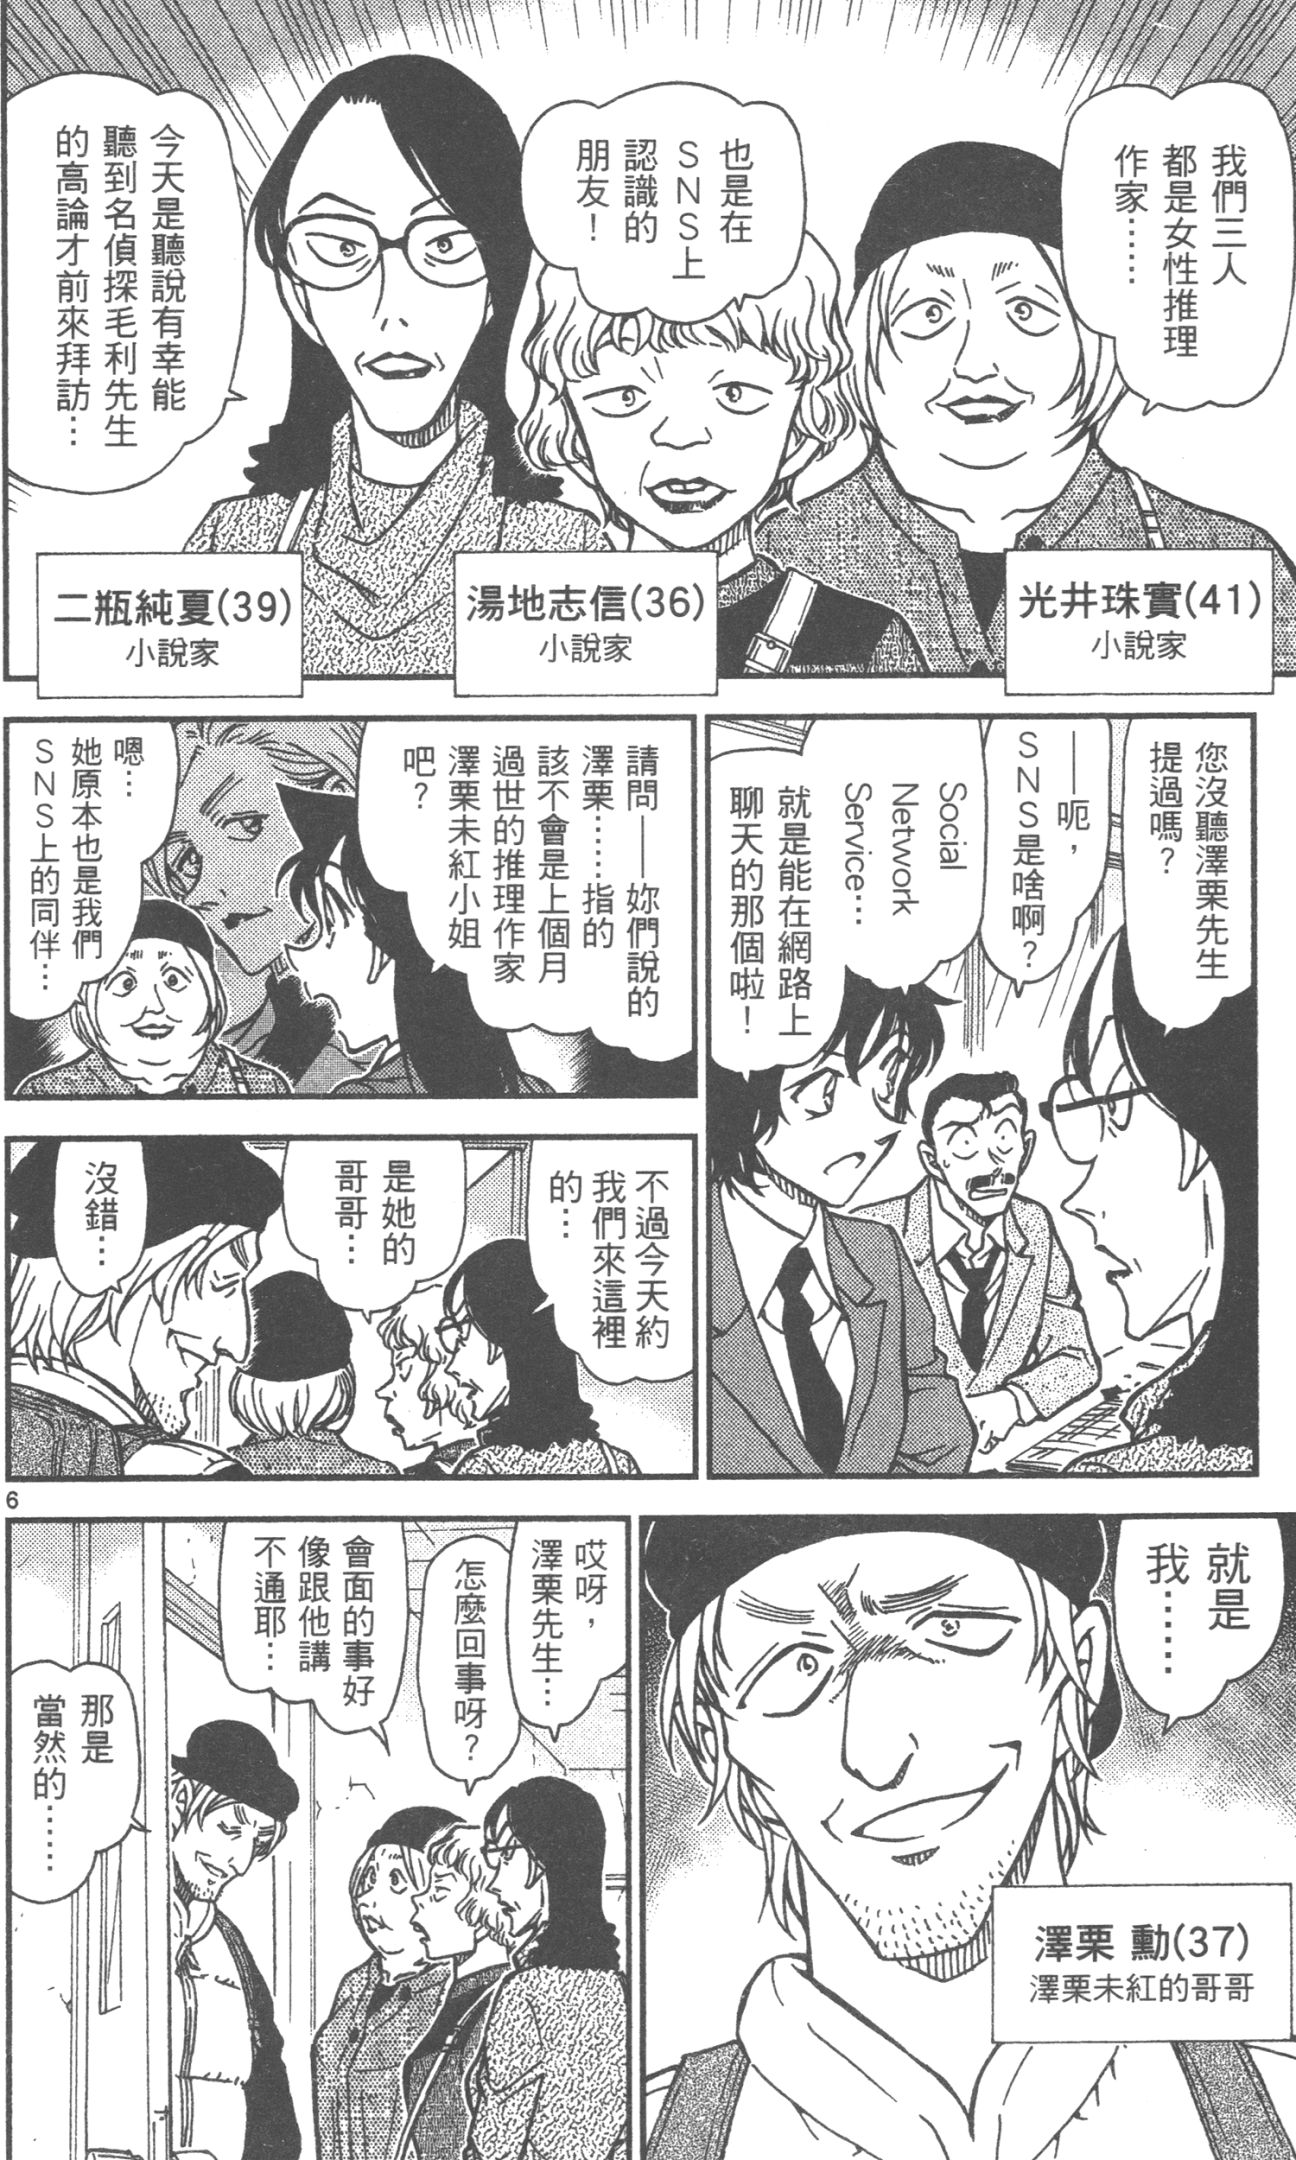 我們三人
都是女性推理
作家……
也是在
SNS上
認識的
朋友！
今天是聽說有幸能
聽到名偵探毛利先生
的高論才前來拜訪…
光井珠實(41)
小說家
湯地志信(36)
小說家
二瓶純夏(39)
小說家
您沒聽澤栗先生
提過嗎？
——呃，
SNS是啥啊？
Social
Network
Service…
就是能在網路上
聊天的那個啦！
請問——妳們說的
澤栗……指的
該不會是上個月
過世的推理作家
澤栗未紅小姐
吧？
嗯…
她原本也是我們
SNS上的同伴…
不過今天約
我們來這裡
的…
是她的
哥哥…
沒錯…
6
就是
我……
澤栗 勳(37)
澤栗未紅的哥哥
哎呀，
澤栗先生…
怎麼回事呀？
會面的事好
像跟他講
不通耶…
那是
當然的……